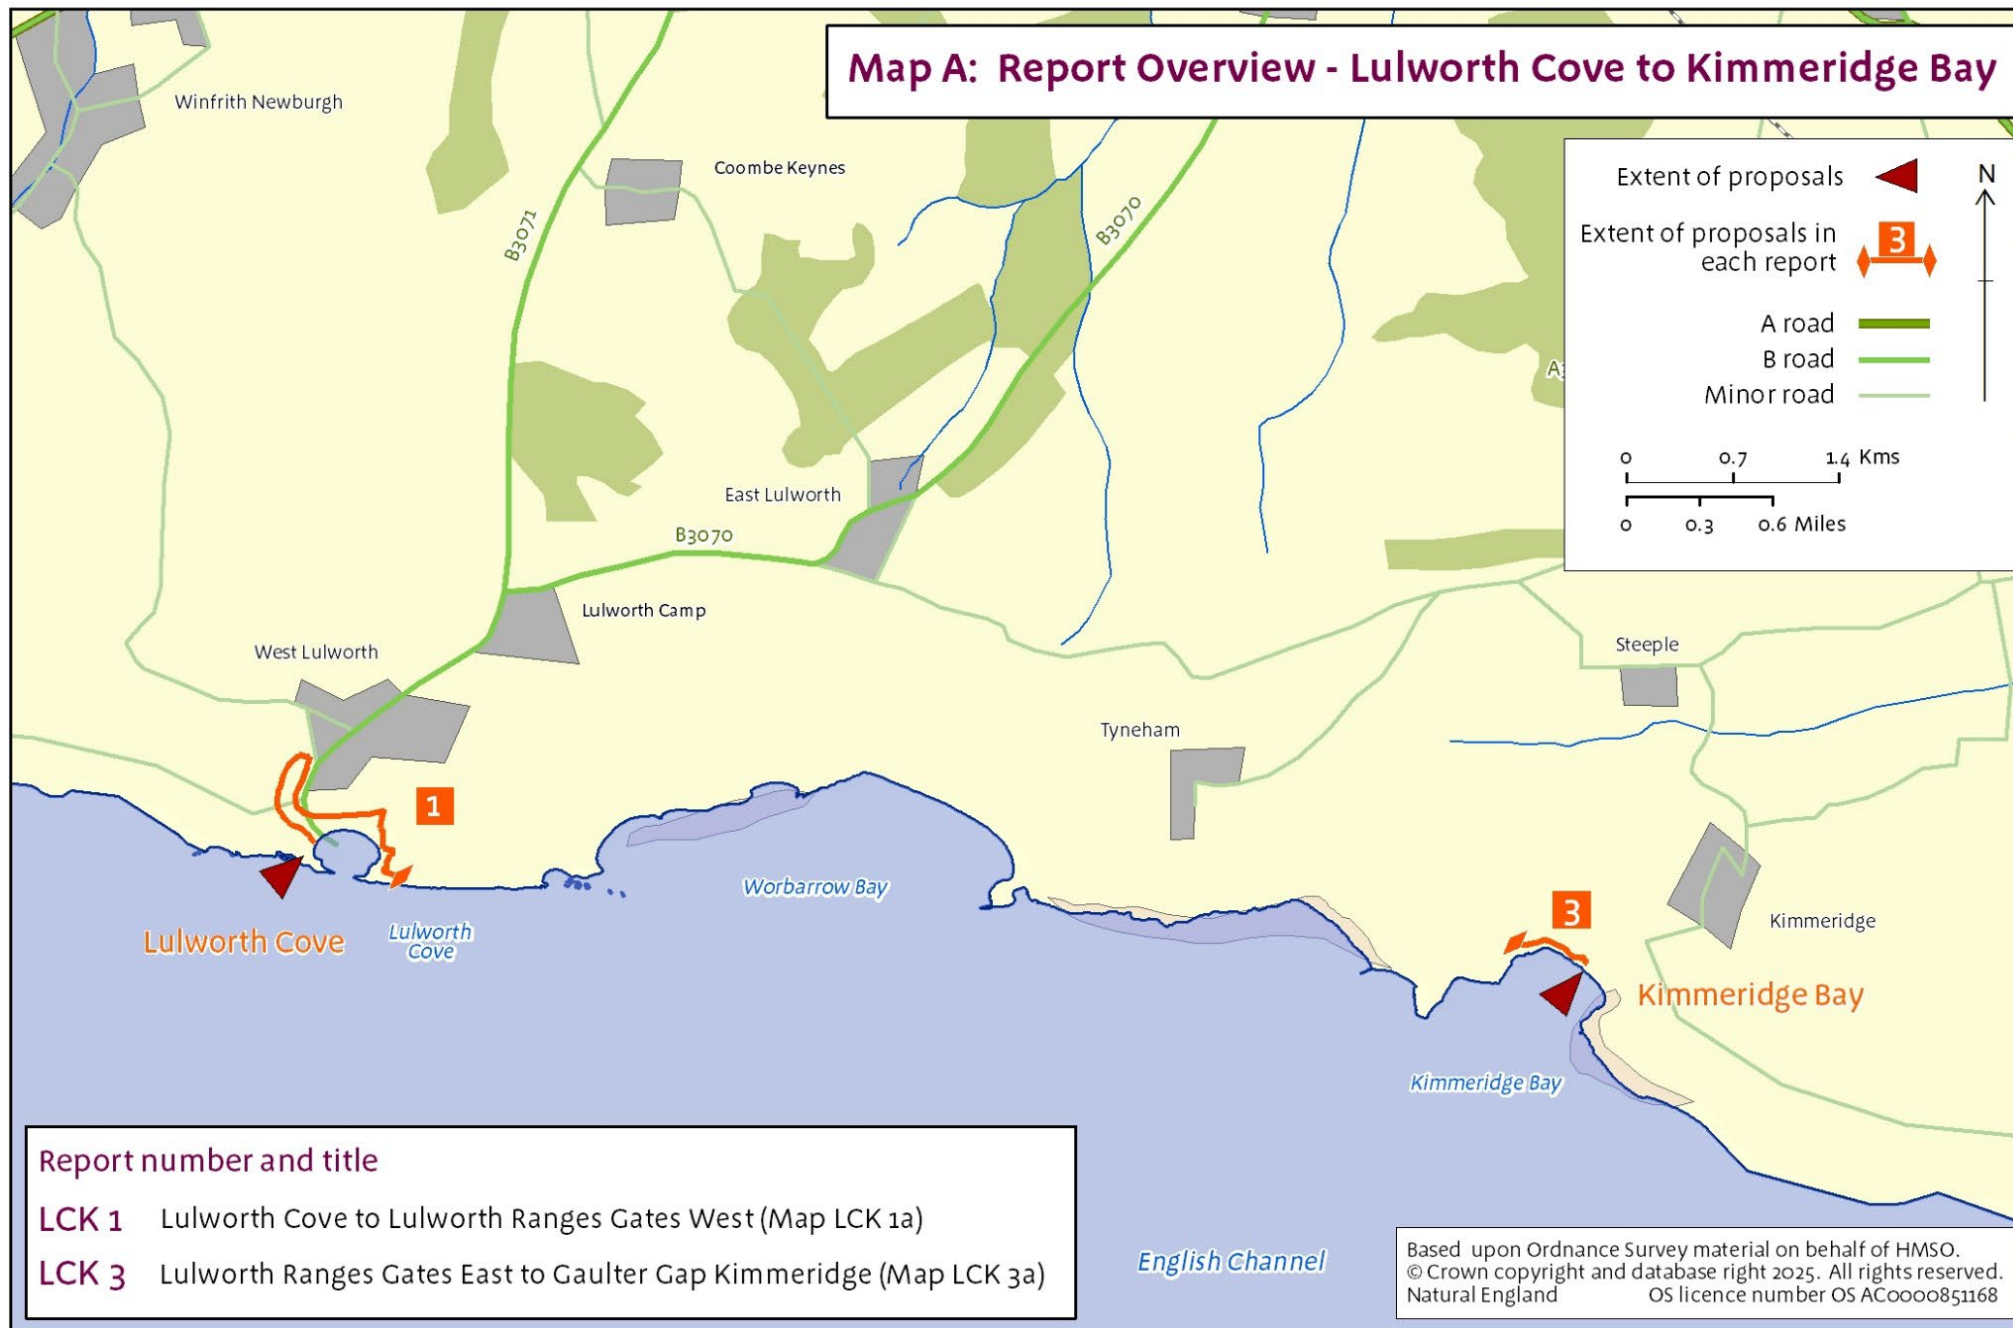 Map A: Report Overview - Lulworth Cove to Kimmeridge Bay
Winfrith Newburgh
Coombe Keynes
B3071
B3070
Extent of proposals
N
Extent of proposals in
each report
3
A road
B road
Minor road
0 0.7 1.4 Kms
0 0.3 0.6 Miles
East Lulworth
B3070
Lulworth Camp
West Lulworth
Steeple
Tyneham
1
Worbarrow Bay
Lulworth Cove
Lulworth
Cove
3
Kimmeridge
Kimmeridge Bay
Kimmeridge Bay
English Channel
Report number and title
LCK 1 Lulworth Cove to Lulworth Ranges Gates West (Map LCK 1a)
LCK 3 Lulworth Ranges Gates East to Gaulter Gap Kimmeridge (Map LCK 3a)
Based upon Ordnance Survey material on behalf of HMSO.
© Crown copyright and database right 2025. All rights reserved.
Natural England OS licence number OS AC0000851168